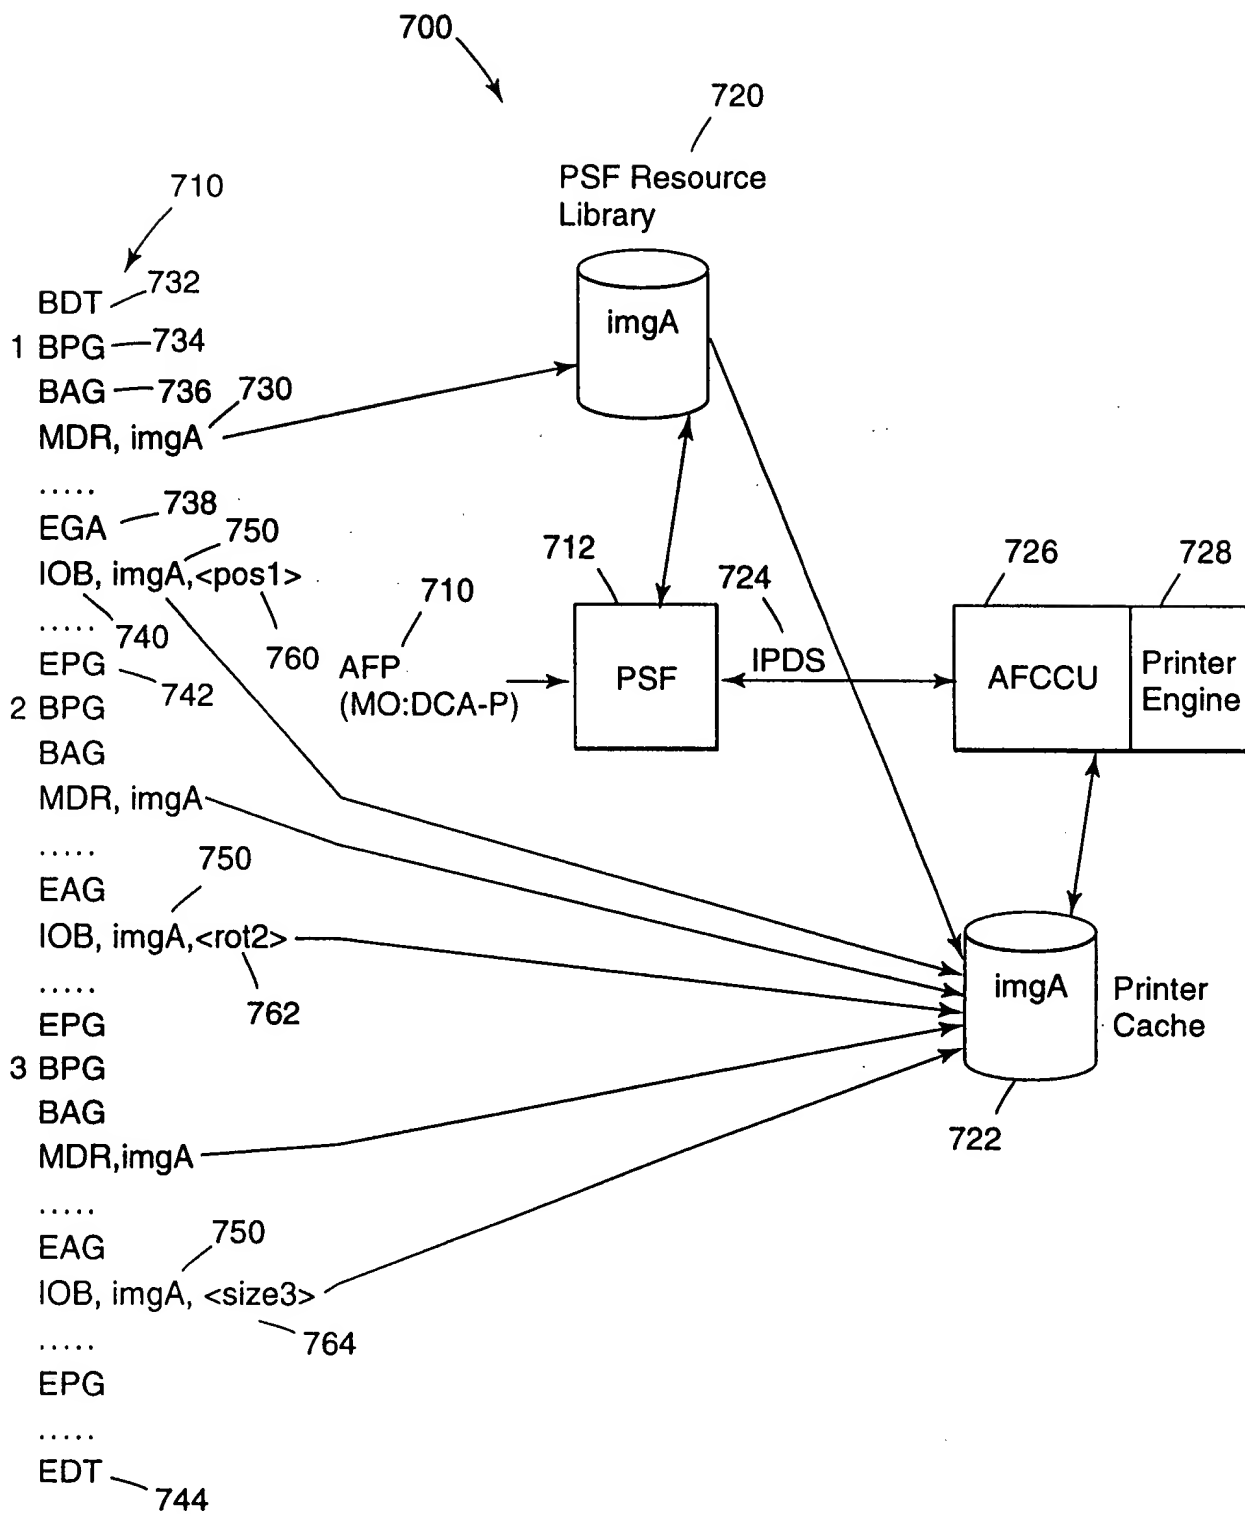 700
720
PSF Resource
Library
710
imgA
BDT 732
1 BPG 734
BAG 736 730
MDR, imgA
.....
EGA 738 750
IOB, imgA,<pos1>
740 760
.....
EPG 742
2 BPG
BAG
MDR, imgA
.....
EAG 750
IOB, imgA,<rot2>
762
.....
EPG
3 BPG
BAG
MDR,imgA
.....
EAG 750
IOB, imgA, <size3>
764
.....
EPG
.....
EDT 744
710
AFP
(MO:DCA-P)
712
PSF
724
IPDS
726
AFCCU
728
Printer
Engine
imgA
Printer
Cache
722